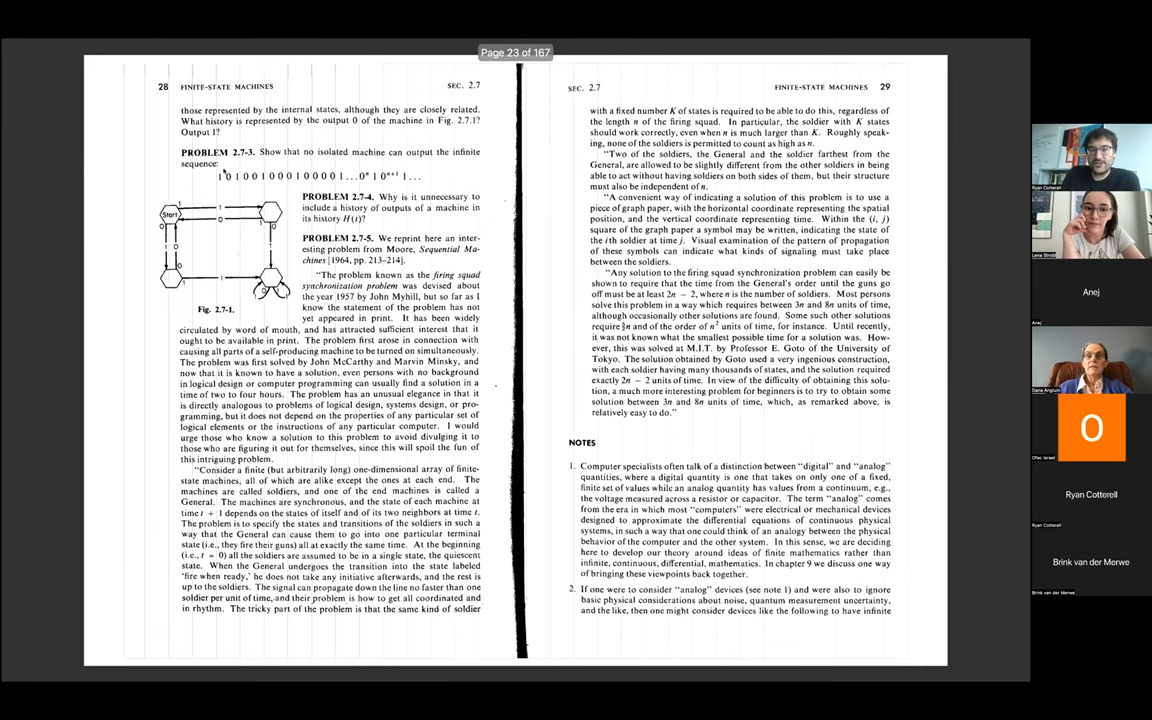 Page 23 of 167
28 FINITE-STATE MACHINES SEC. 2.7
those represented by the internal states, although they are closely related.
What history is represented by the output 0 of the machine in Fig. 2.7.1?
Output 1?
PROBLEM 2.7-3. Show that no isolated machine can output the infinite
sequence:
1 0 1 0 0 1 0 0 0 1 0 0 0 0 1 . . . 0ⁿ 1 0ⁿ⁺¹ 1 . . .
Start
Fig. 2.7-1.
PROBLEM 2.7-4. Why is it unnecessary to
include a history of outputs of a machine in
its history H(t)?
PROBLEM 2.7-5. We reprint here an inter-
esting problem from Moore, Sequential Ma-
chines [1964, pp. 213-214].
"The problem known as the firing squad
synchronization problem was devised about
the year 1957 by John Myhill, but so far as I
know the statement of the problem has not
yet appeared in print. It has been widely
circulated by word of mouth, and has attracted sufficient interest that it
ought to be available in print. The problem first arose in connection with
causing all parts of a self-producing machine to be turned on simultaneously.
The problem was first solved by John McCarthy and Marvin Minsky, and
now that it is known to have a solution, even persons with no background
in logical design or computer programming can usually find a solution in a
time of two to four hours. The problem has an unusual elegance in that it
is directly analogous to problems of logical design, systems design, or pro-
gramming, but it does not depend on the properties of any particular set of
logical elements or the instructions of any particular computer. I would
urge those who know a solution to this problem to avoid divulging it to
those who are figuring it out for themselves, since this will spoil the fun of
this intriguing problem.
"Consider a finite (but arbitrarily long) one-dimensional array of finite-
state machines, all of which are alike except the ones at each end. The
machines are called soldiers, and one of the end machines is called a
General. The machines are synchronous, and the state of each machine at
time t + 1 depends on the states of itself and of its two neighbors at time t.
The problem is to specify the states and transitions of the soldiers in such a
way that the General can cause them to go into one particular terminal
state (i.e., they fire their guns) all at exactly the same time. At the beginning
(i.e., t = 0) all the soldiers are assumed to be in a single state, the quiescent
state. When the General undergoes the transition into the state labeled
'fire when ready,' he does not take any initiative afterwards, and the rest is
up to the soldiers. The signal can propagate down the line no faster than one
soldier per unit of time, and their problem is how to get all coordinated and
in rhythm. The tricky part of the problem is that the same kind of soldier
SEC. 2.7 FINITE-STATE MACHINES 29
with a fixed number K of states is required to be able to do this, regardless of
the length n of the firing squad. In particular, the soldier with K states
should work correctly, even when n is much larger than K. Roughly speak-
ing, none of the soldiers is permitted to count as high as n.
"Two of the soldiers, the General and the soldier farthest from the
General, are allowed to be slightly different from the other soldiers in being
able to act without having soldiers on both sides of them, but their structure
must also be independent of n.
"A convenient way of indicating a solution of this problem is to use a
piece of graph paper, with the horizontal coordinate representing the spatial
position, and the vertical coordinate representing time. Within the (i, j)
square of the graph paper a symbol may be written, indicating the state of
the ith soldier at time j. Visual examination of the pattern of propagation
of these symbols can indicate what kinds of signaling must take place
between the soldiers.
"Any solution to the firing squad synchronization problem can easily be
shown to require that the time from the General's order until the guns go
off must be at least 2n − 2, where n is the number of soldiers. Most persons
solve this problem in a way which requires between 3n and 8n units of time,
although occasionally other solutions are found. Some such other solutions
require n and of the order of n² units of time, for instance. Until recently,
it was not known what the smallest possible time for a solution was. How-
ever, this was solved at M.I.T. by Professor E. Goto of the University of
Tokyo. The solution obtained by Goto used a very ingenious construction,
with each soldier having many thousands of states, and the solution required
exactly 2n − 2 units of time. In view of the difficulty of obtaining this solu-
tion, a much more interesting problem for beginners is to try to obtain some
solution between 3n and 8n units of time, which, as remarked above, is
relatively easy to do."
NOTES
1. Computer specialists often talk of a distinction between "digital" and "analog"
quantities, where a digital quantity is one that takes on only one of a fixed,
finite set of values while an analog quantity has values from a continuum, e.g.,
the voltage measured across a resistor or capacitor. The term "analog" comes
from the era in which most "computers" were electrical or mechanical devices
designed to approximate the differential equations of continuous physical
systems, in such a way that one could think of an analogy between the physical
behavior of the computer and the other system. In this sense, we are deciding
here to develop our theory around ideas of finite mathematics rather than
infinite, continuous, differential, mathematics. In chapter 9 we discuss one way
of bringing these viewpoints back together.
2. If one were to consider "analog" devices (see note 1) and were also to ignore
basic physical considerations about noise, quantum measurement uncertainty,
and the like, then one might consider devices like the following to have infinite
Ryan Cotterell
Lena Strobl
Anej
Anej
Dana Angluin
O
Ofec Israel
Ryan Cotterell
Ryan Cotterell
Brink van der Merwe
Brink van der Merwe